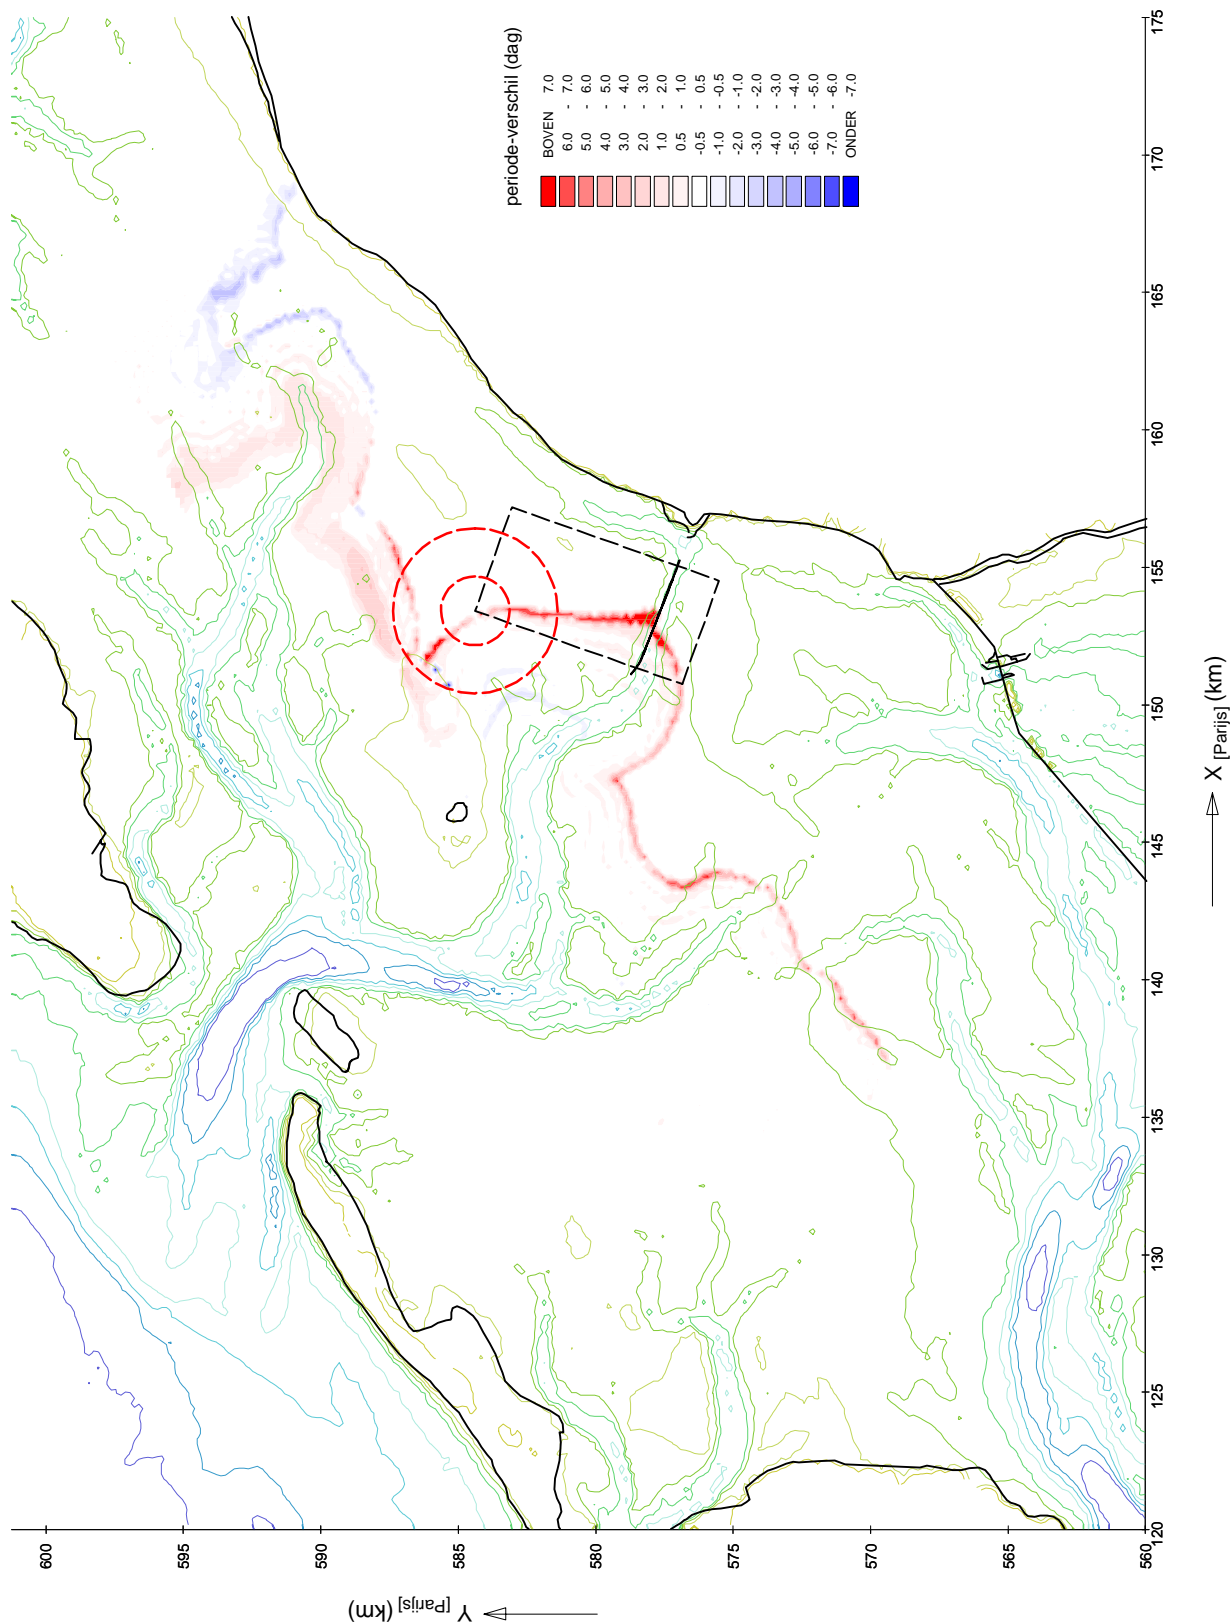 periode-verschil (dag)
BOVEN 7.0
6.0 - 7.0
5.0 - 6.0
4.0 - 5.0
3.0 - 4.0
2.0 - 3.0
1.0 - 2.0
0.5 - 1.0
-0.5 - 0.5
-1.0 - -0.5
-2.0 - -1.0
-3.0 - -2.0
-4.0 - -3.0
-5.0 - -4.0
-6.0 - -5.0
-7.0 - -6.0
ONDER -7.0
600
595
590
585
580
575
570
565
560
Y [Parijs] (km)
120
125
130
135
140
145
150
155
160
165
170
175
X [Parijs] (km)